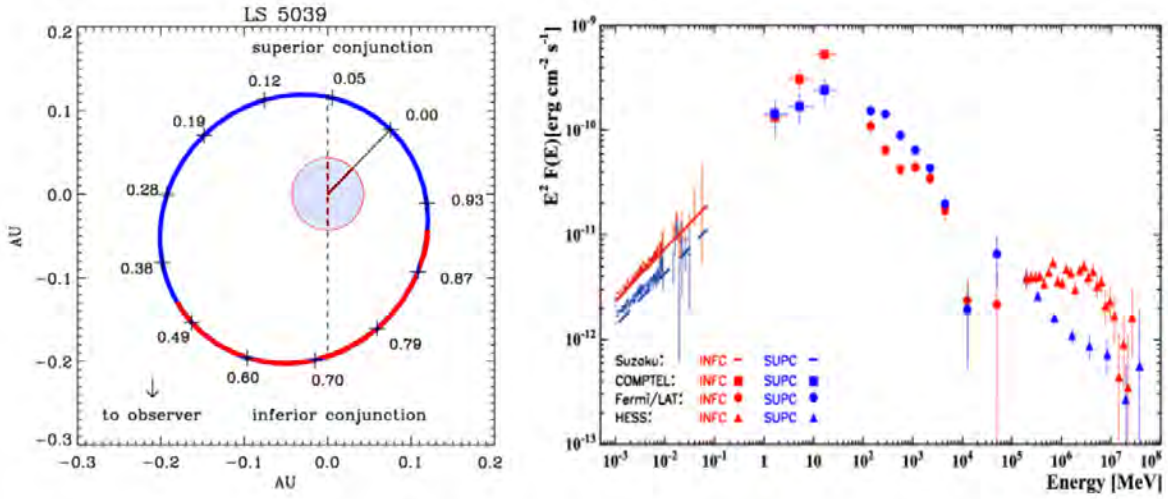 LS 5039
0.2
0.1
0.0
−0.1
−0.2
−0.3
AU
superior conjunction
0.12
0.05
0.00
0.19
0.28
0.93
0.38
0.87
0.49
0.79
0.60
0.70
to observer
inferior conjunction
−0.3
−0.2
−0.1
0.0
0.1
0.2
AU
E² F(E)[erg cm⁻² s⁻¹]
10⁻⁹
10⁻¹⁰
10⁻¹¹
10⁻¹²
10⁻¹³
Suzaku: INFC SUPC
COMPTEL: INFC SUPC
Fermi/LAT: INFC SUPC
HESS: INFC SUPC
10⁻³ 10⁻² 10⁻¹ 1 10 10² 10³ 10⁴ 10⁵ 10⁶ 10⁷ 10⁸
Energy [MeV]